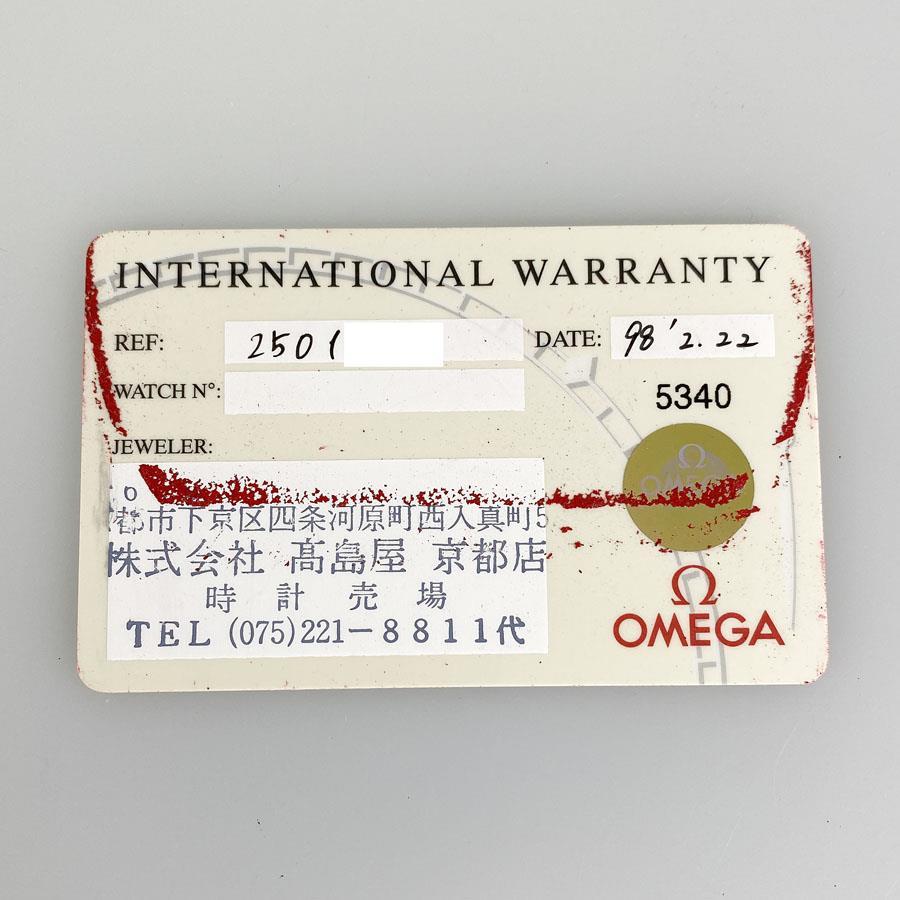 INTERNATIONAL WARRANTY
REF: 2501 DATE: 98'2.22
WATCH N°:
5340
JEWELER:
Ω
OMEGA
都市下京区四条河原町西入真町5
株式会社 髙島屋 京都店
時計売場
TEL (075)221-8811代
Ω
OMEGA